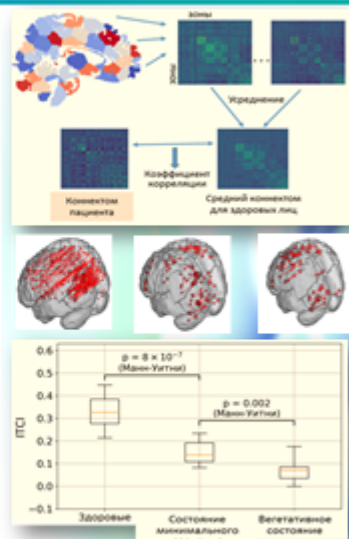 зоны
зоны
...
Усреднение
Коэффициент
корреляции
Коннектом
пациента
Средний коннектом
для здоровых лиц
p = 8 × 10⁻⁷
(Манн-Уитни)
p = 0.002
(Манн-Уитни)
ITCI
0.6
0.5
0.4
0.3
0.2
0.1
0.0
−0.1
Здоровые
Состояние
минимального
Вегетативное
состояние